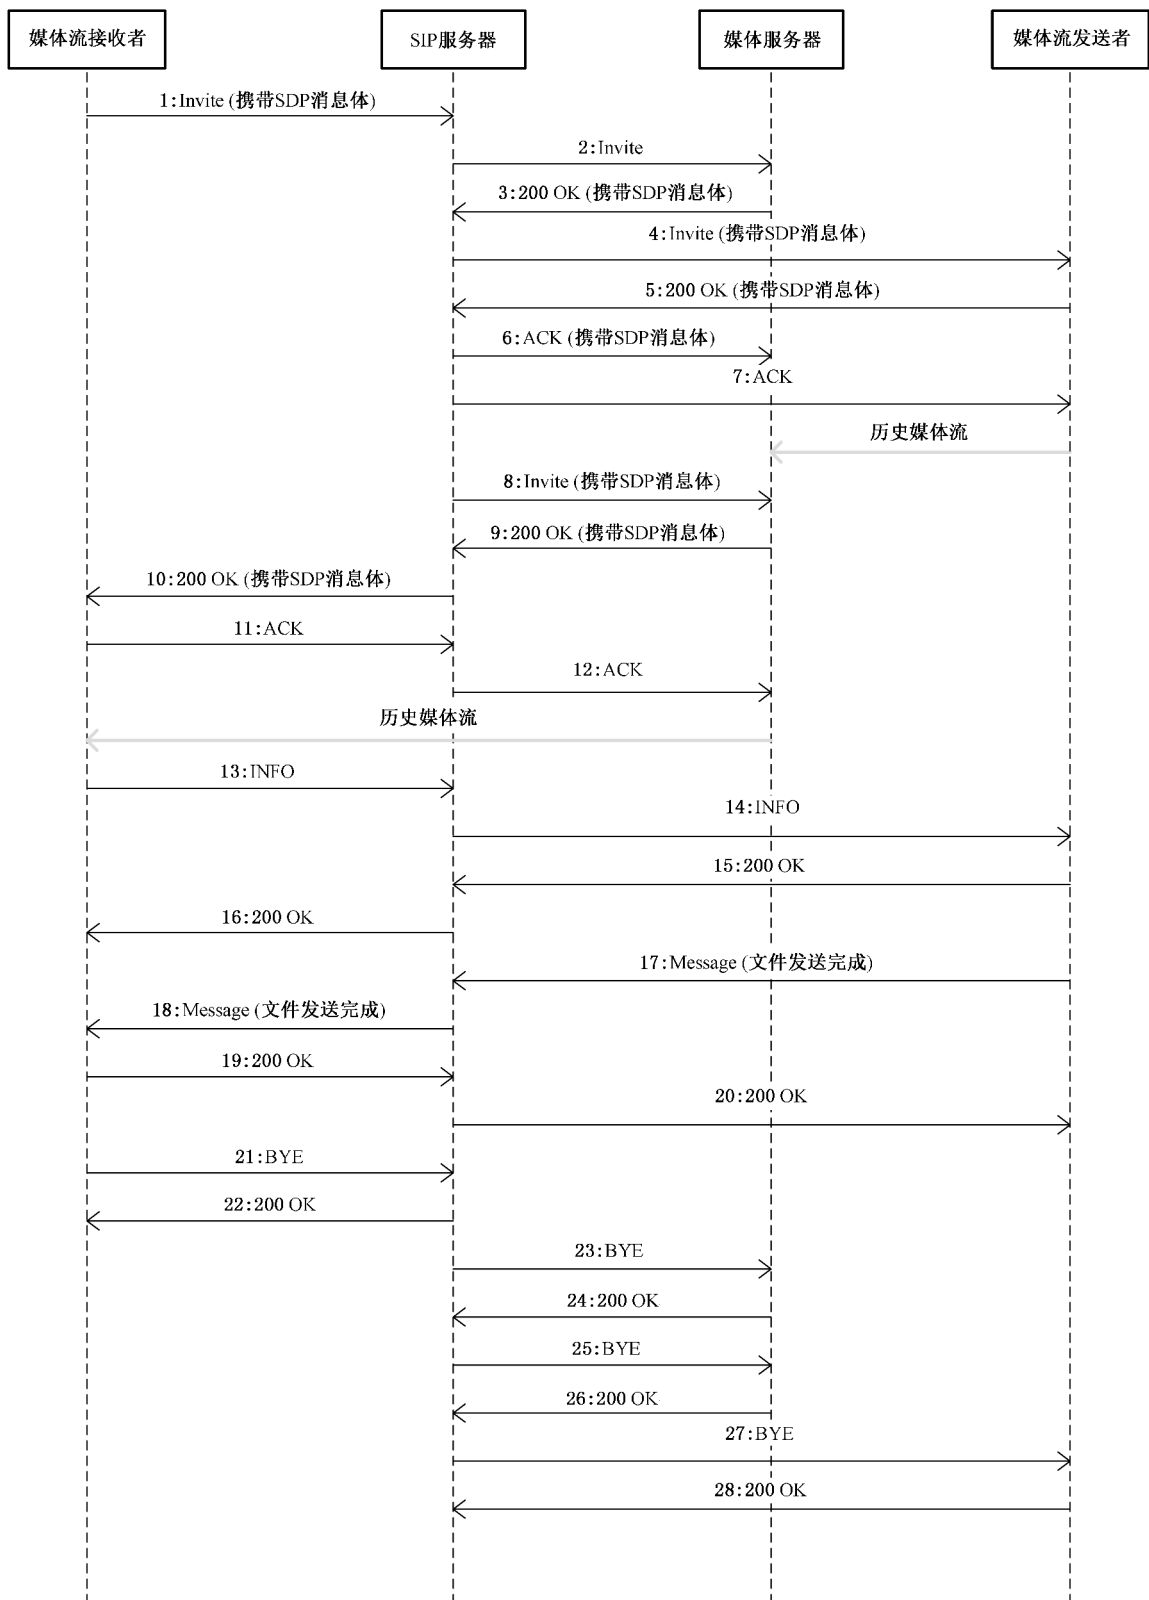 媒体流接收者
SIP服务器
媒体服务器
媒体流发送者
1:Invite (携带SDP消息体)
2:Invite
3:200 OK (携带SDP消息体)
4:Invite (携带SDP消息体)
5:200 OK (携带SDP消息体)
6:ACK (携带SDP消息体)
7:ACK
历史媒体流
8:Invite (携带SDP消息体)
9:200 OK (携带SDP消息体)
10:200 OK (携带SDP消息体)
11:ACK
12:ACK
历史媒体流
13:INFO
14:INFO
15:200 OK
16:200 OK
17:Message (文件发送完成)
18:Message (文件发送完成)
19:200 OK
20:200 OK
21:BYE
22:200 OK
23:BYE
24:200 OK
25:BYE
26:200 OK
27:BYE
28:200 OK